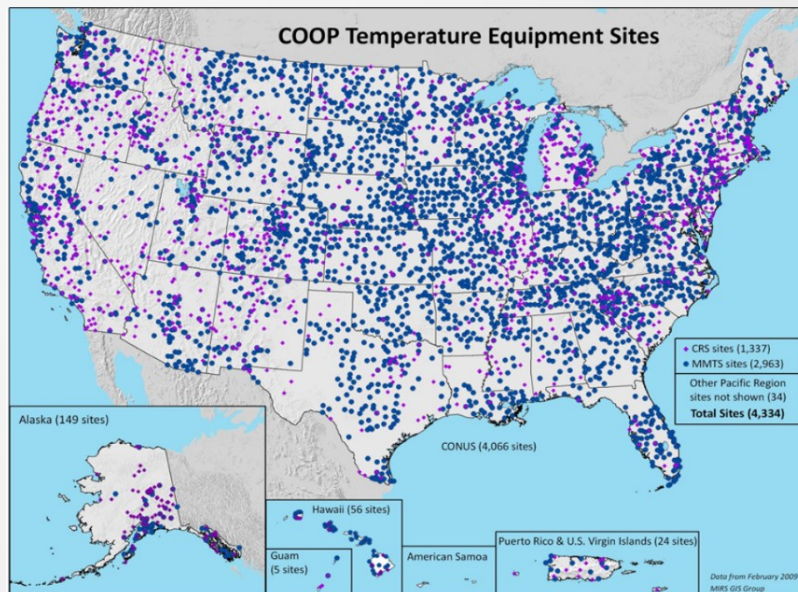 COOP Temperature Equipment Sites
CRS sites (1,337)
MMTS sites (2,963)
Other Pacific Region
sites not shown (34)
Total Sites (4,334)
Alaska (149 sites)
CONUS (4,066 sites)
Hawaii (56 sites)
Guam
(5 sites)
American Samoa
Puerto Rico & U.S. Virgin Islands (24 sites)
Data from February 2009
MIRS GIS Group